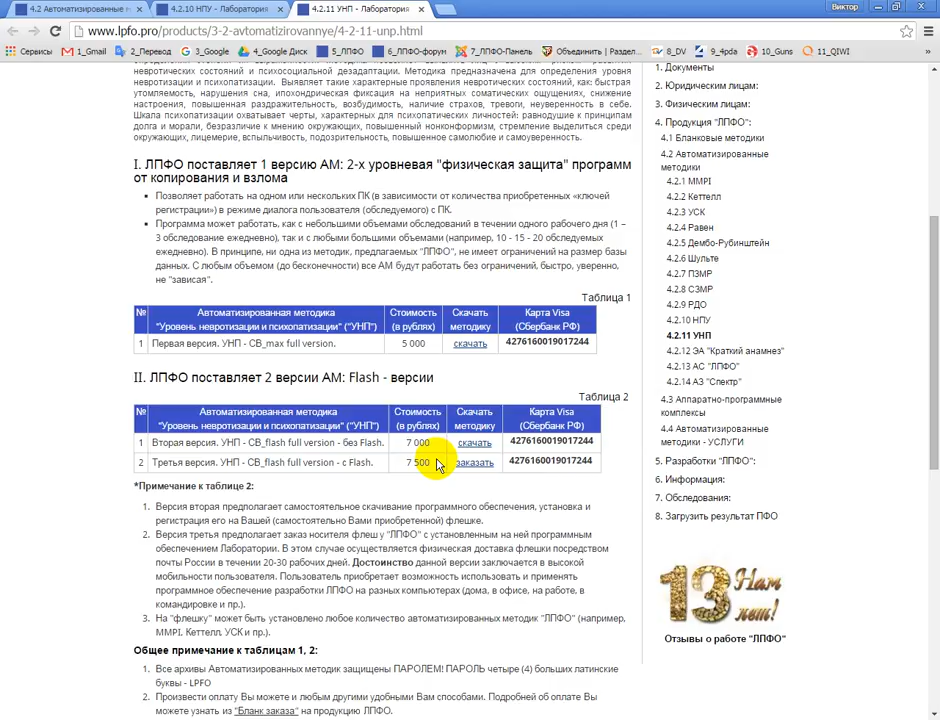 4.2 Автоматизированные м
4.2.10 НПУ - Лаборатория
4.2.11 УНП - Лаборатория
Виктор
www.lpfo.pro/products/3-2-avtomatizirovannye/4-2-11-unp.html
Сервисы 1_Gmail 2_Перевод 3_Google 4_Google Диск 5_ЛПФО 6_ЛПФО-форум 7_ЛПФО-Панель Объединить | Раздел... 8_DV 9_4pda 10_Guns 11_QIWI »
невротических состояний и психосоциальной дезадаптации. Методика предназначена для определения уровня
невротизации и психопатизации. Выявляет такие характерные проявления невротических состояний, как: быстрая
утомляемость, нарушения сна, ипохондрическая фиксация на неприятных соматических ощущениях, снижение
настроения, повышенная раздражительность, возбудимость, наличие страхов, тревоги, неуверенность в себе.
Шкала психопатизации охватывает черты, характерных для психопатических личностей: равнодушие к принципам
долга и морали, безразличие к мнению окружающих, повышенный нонконформизм, стремление выделиться среди
окружающих, лицемерие, вспыльчивость, подозрительность, повышенное самолюбие и самоуверенность.
I. ЛПФО поставляет 1 версию АМ: 2-х уровневая "физическая защита" программ
от копирования и взлома
Позволяет работать на одном или нескольких ПК (в зависимости от количества приобретенных «ключей
регистрации») в режиме диалога пользователя (обследуемого) с ПК.
Программа может работать, как с небольшими объемами обследований в течении одного рабочего дня (1 –
3 обследование ежедневно), так и с любыми большими объемами (например, 10 - 15 - 20 обследуемых
ежедневно). В принципе, ни одна из методик, предлагаемых "ЛПФО", не имеет ограничений на размер базы
данных. С любым объемом (до бесконечности) все АМ будут работать без ограничений, быстро, уверенно,
не "зависая".
Таблица 1
№ Автоматизированная методика Стоимость Скачать Карта Visa
"Уровень невротизации и психопатизации" ("УНП") (в рублях) методику (Сбербанк РФ)
1 Первая версия. УНП - CB_max full version. 5 000 скачать 4276160019017244
II. ЛПФО поставляет 2 версии АМ: Flash - версии
Таблица 2
№ Автоматизированная методика Стоимость Скачать Карта Visa
"Уровень невротизации и психопатизации" ("УНП") (в рублях) методику (Сбербанк РФ)
1 Вторая версия. УНП - CB_flash full version - без Flash. 7 000 скачать 4276160019017244
2 Третья версия. УНП - CB_flash full version - с Flash. 7 500 заказать 4276160019017244
*Примечание к таблице 2:
1. Версия вторая предполагает самостоятельное скачивание программного обеспечения, установка и
регистрация его на Вашей (самостоятельно Вами приобретенной) флешке.
2. Версия третья предполагает заказ носителя флеш у "ЛПФО" с установленным на ней программным
обеспечением Лаборатории. В этом случае осуществляется физическая доставка флешки посредством
почты России в течении 20-30 рабочих дней. Достоинство данной версии заключается в высокой
мобильности пользователя. Пользователь приобретает возможность использовать и применять
программное обеспечение разработки ЛПФО на разных компьютерах (дома, в офисе, на работе, в
командировке и пр.).
3. На "флешку" может быть установлено любое количество автоматизированных методик "ЛПФО" (например,
MMPI, Кеттелл, УСК и пр.).
Общее примечание к таблицам 1, 2:
1. Все архивы Автоматизированных методик защищены ПАРОЛЕМ! ПАРОЛЬ четыре (4) больших латинские
буквы - LPFO
2. Произвести оплату Вы можете и любым другими удобными Вам способами. Подробней об оплате Вы
можете узнать из "Бланк заказа" на продукцию ЛПФО.
1. Документы
2. Юридическим лицам:
3. Физическим лицам:
4. Продукция "ЛПФО":
4.1 Бланковые методики
4.2 Автоматизированные
методики
4.2.1 MMPI
4.2.2 Кеттелл
4.2.3 УСК
4.2.4 Равен
4.2.5 Дембо-Рубинштейн
4.2.6 Шульте
4.2.7 ПЗМР
4.2.8 СЗМР
4.2.9 РДО
4.2.10 НПУ
4.2.11 УНП
4.2.12 ЭА "Краткий анамнез"
4.2.13 АС "ЛПФО"
4.2.14 АЗ "Спектр"
4.3 Аппаратно-программные
комплексы
4.4 Автоматизированные
методики - УСЛУГИ
5. Разработки "ЛПФО":
6. Информация:
7. Обследования:
8. Загрузить результат ПФО
13 Нам
лет!
Отзывы о работе "ЛПФО"